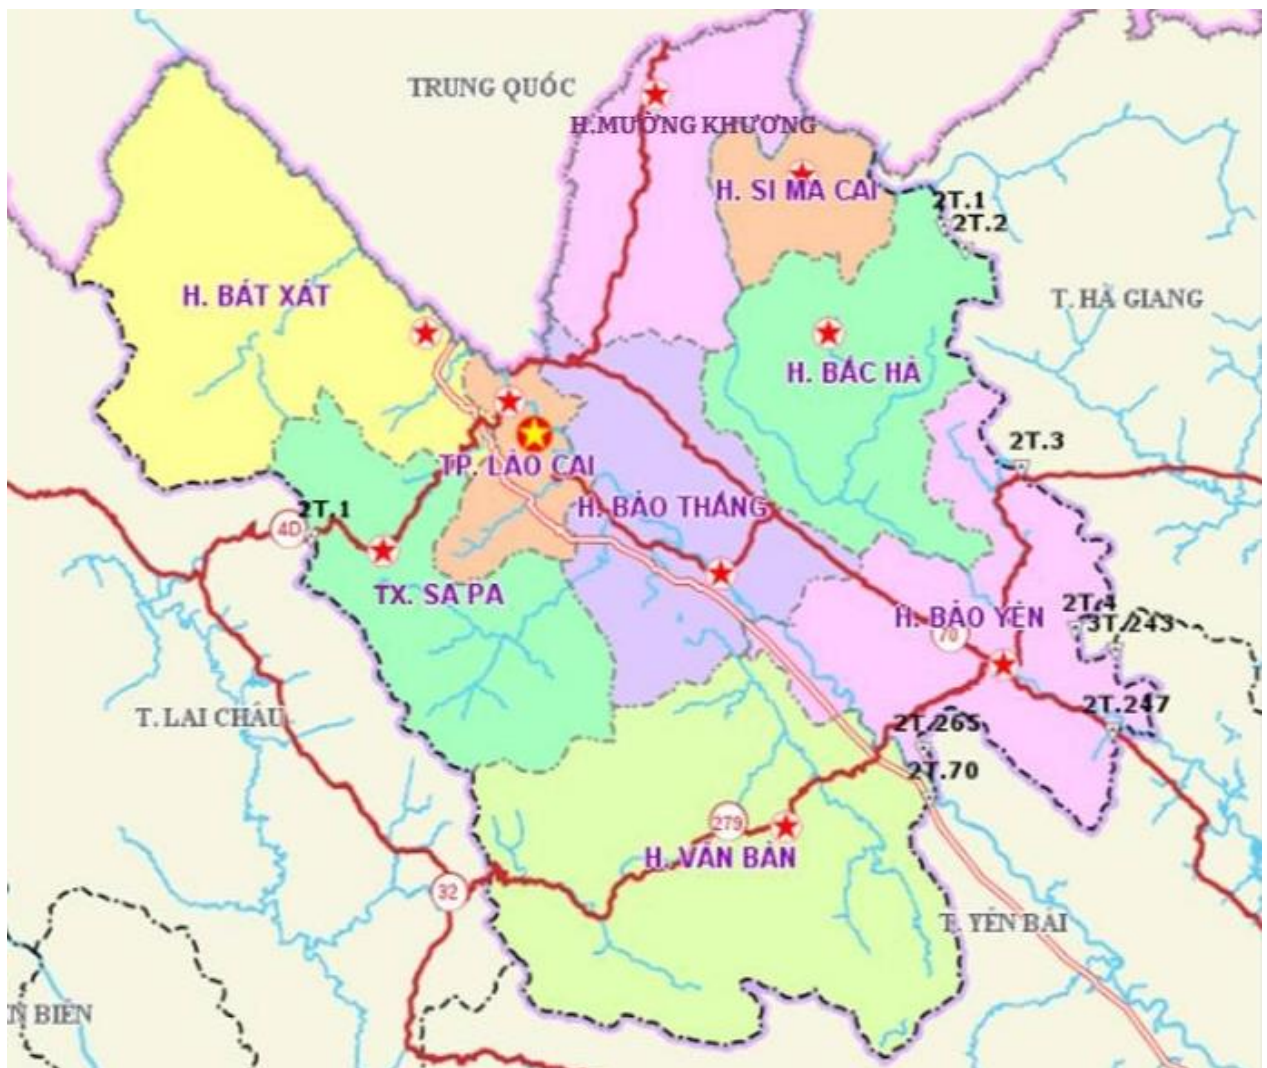 TRUNG QUỐC
H.MƯỜNG KHƯƠNG
H. SI MA CAI
2T.1
2T.2
H. BÁT XÁT
T. HÀ GIANG
H. BẮC HÀ
2T.3
TP. LÀO CAI
H. BẢO THẮNG
2T.1
4D
TX. SA PA
2T.4
H. BẢO YÊN
3T.243
70
T. LAI CHÂU
2T.247
2T.265
2T.70
279
H. VĂN BÀN
32
T. YÊN BÁI
N BIÊN